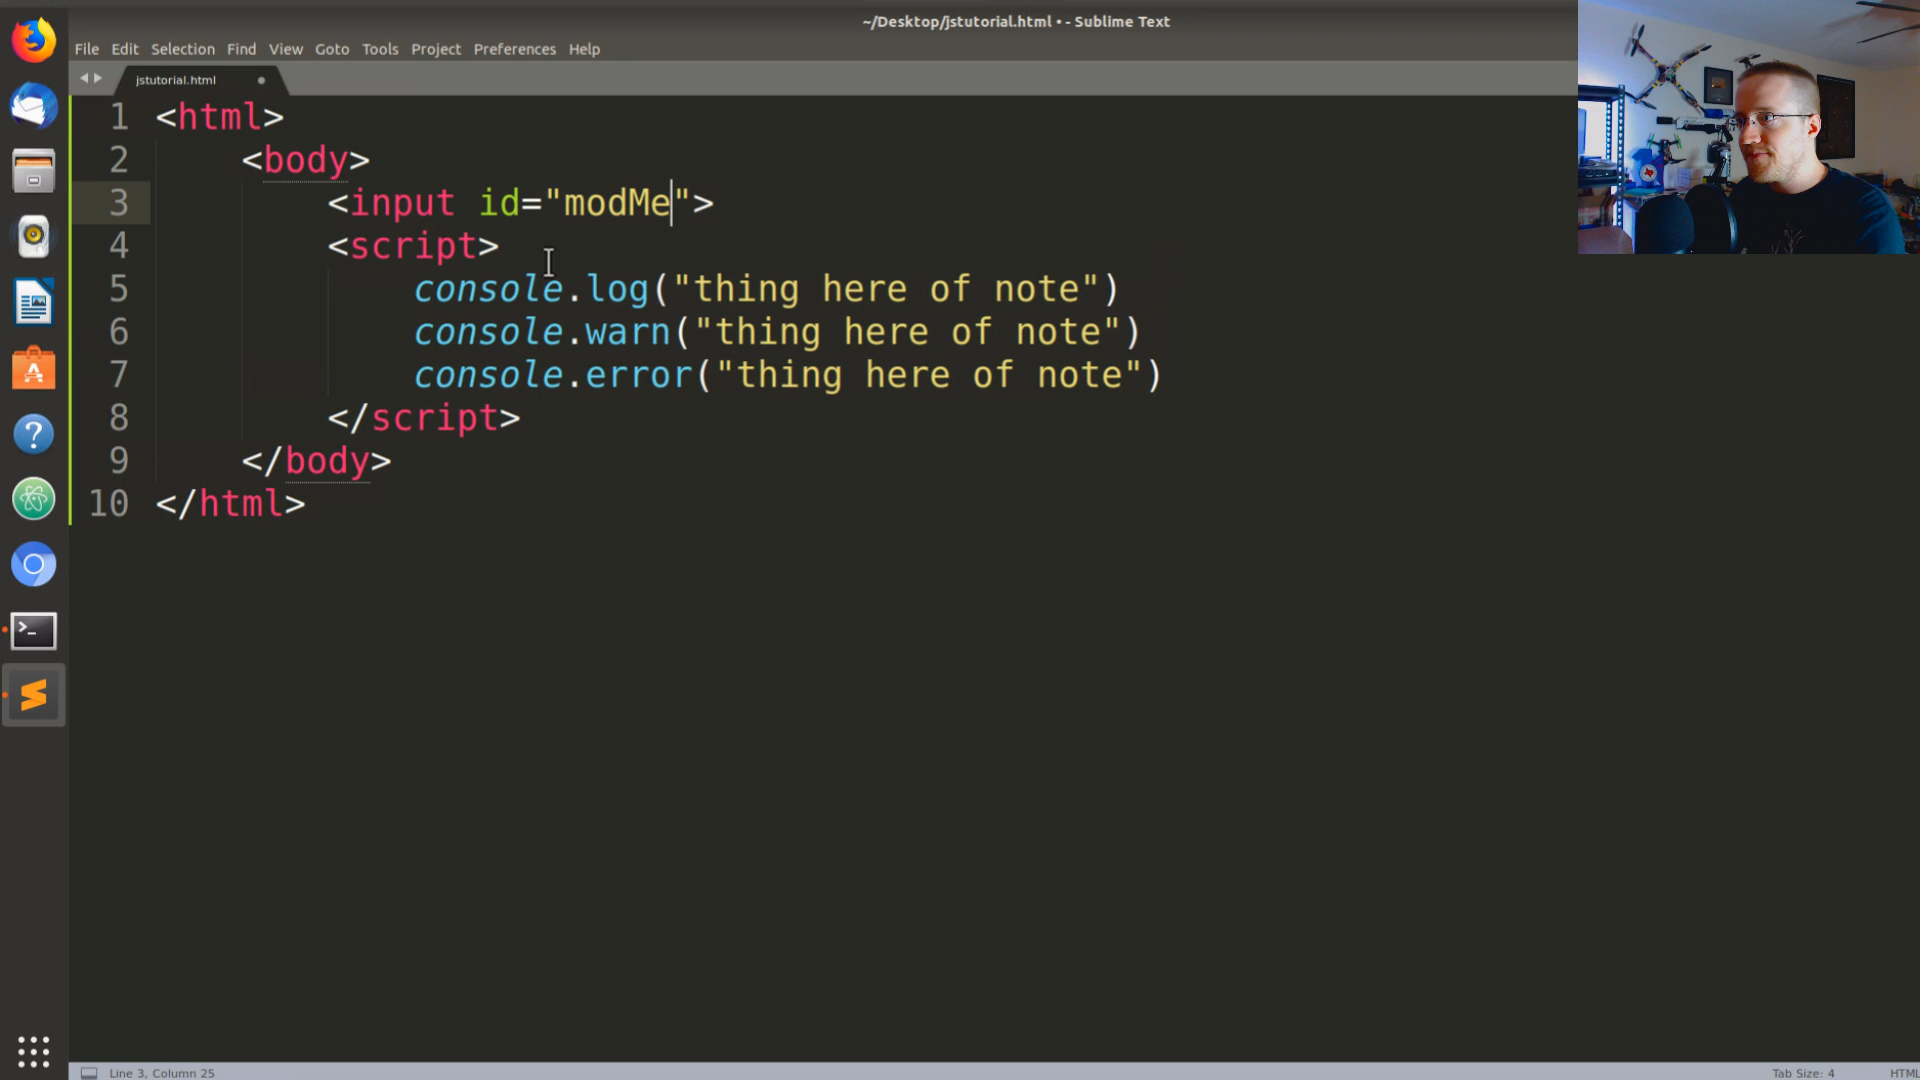 ~/Desktop/jstutorial.html • - Sublime Text
File Edit Selection Find View Goto Tools Project Preferences Help
jstutorial.html
1 <html>
2 <body>
3 <input id="modMe">
4 <script>
5 console.log("thing here of note")
6 console.warn("thing here of note")
7 console.error("thing here of note")
8 </script>
9 </body>
10 </html>
Line 3, Column 25
Tab Size: 4
HTML